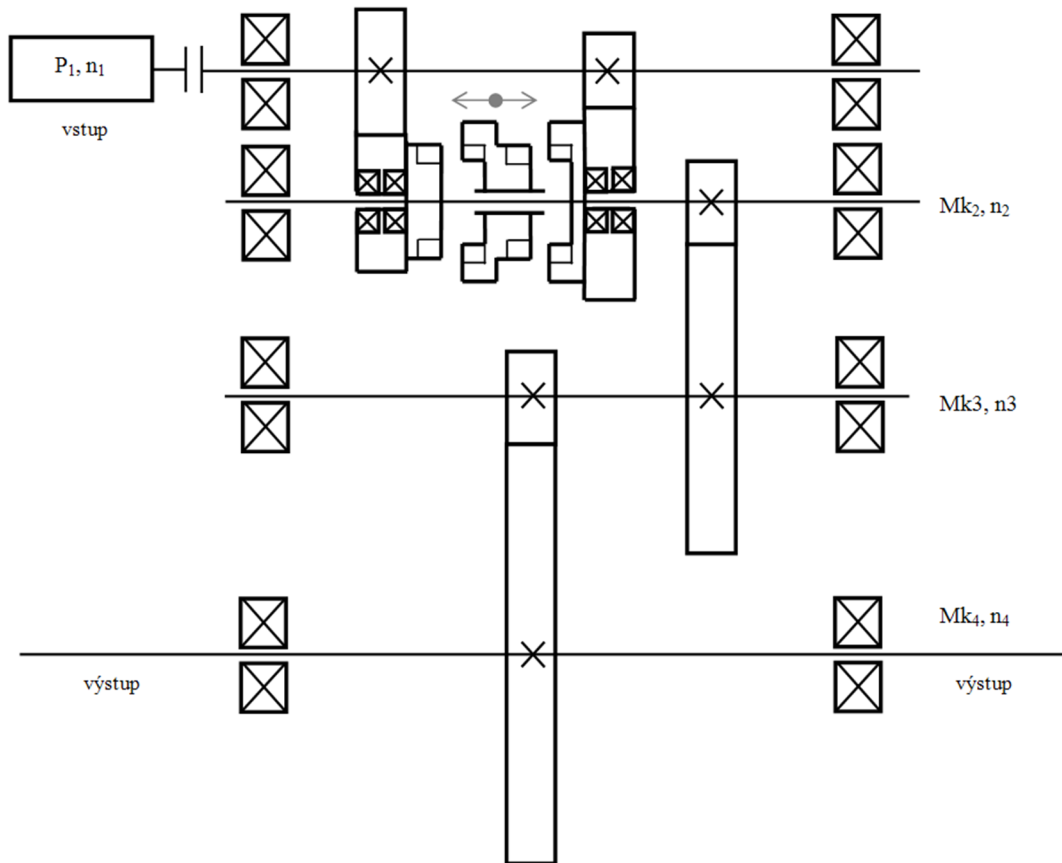 P₁, n₁
vstup
Mk₂, n₂
Mk3, n3
Mk₄, n₄
výstup
výstup